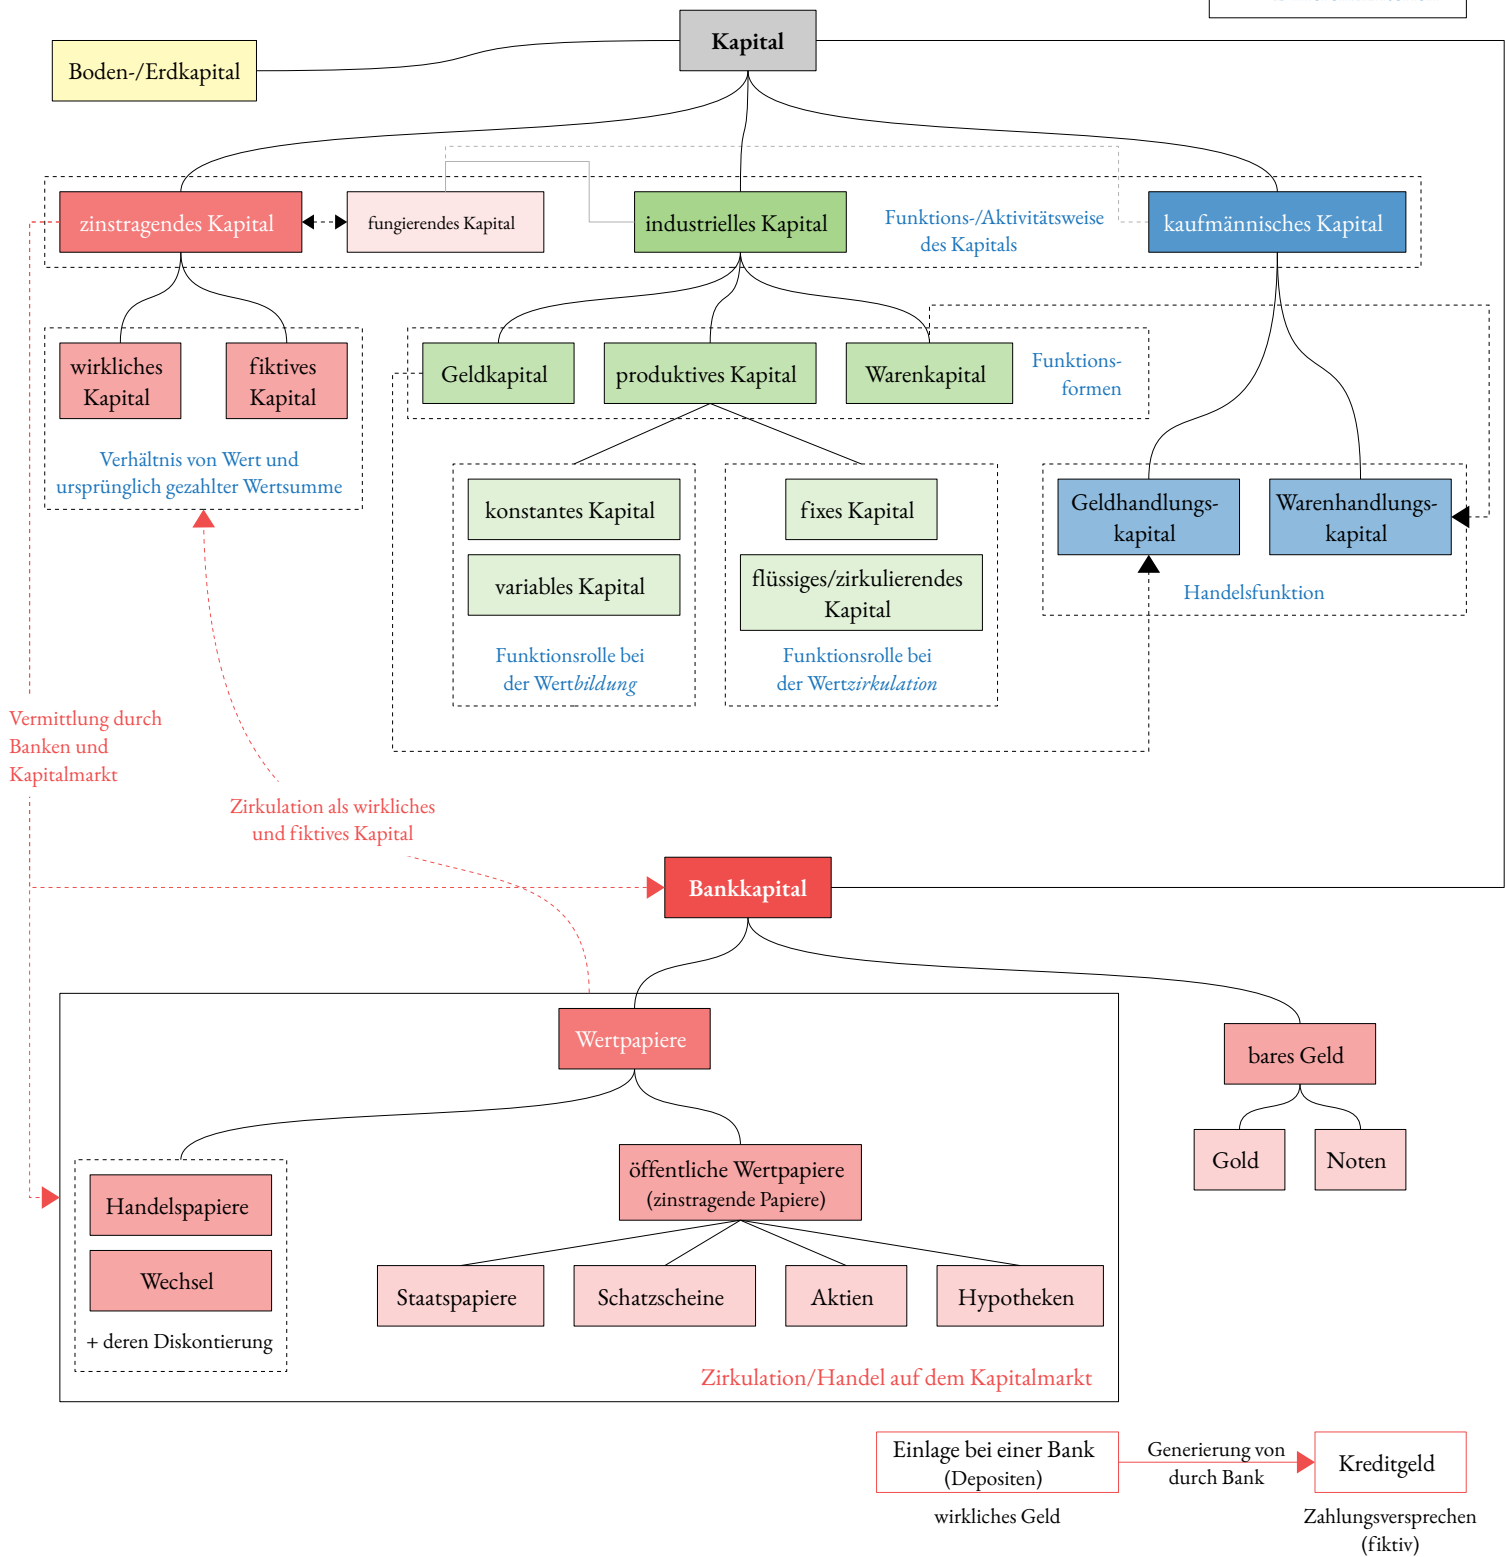 Kapital
Boden-/Erdkapital
zinstragendes Kapital
fungierendes Kapital
industrielles Kapital
Funktions-/Aktivitätsweise
des Kapitals
kaufmännisches Kapital
wirkliches
Kapital
fiktives
Kapital
Verhältnis von Wert und
ursprünglich gezahlter Wertsumme
Geldkapital
produktives Kapital
Warenkapital
Funktions-
formen
konstantes Kapital
variables Kapital
Funktionsrolle bei
der Wertbildung
fixes Kapital
flüssiges/zirkulierendes
Kapital
Funktionsrolle bei
der Wertzirkulation
Geldhandlungs-
kapital
Warenhandlungs-
kapital
Handelsfunktion
Vermittlung durch
Banken und
Kapitalmarkt
Zirkulation als wirkliches
und fiktives Kapital
Bankkapital
Wertpapiere
bares Geld
Gold
Noten
Handelspapiere
Wechsel
+ deren Diskontierung
öffentliche Wertpapiere
(zinstragende Papiere)
Staatspapiere
Schatzscheine
Aktien
Hypotheken
Zirkulation/Handel auf dem Kapitalmarkt
Einlage bei einer Bank
(Depositen)
wirkliches Geld
Generierung von
durch Bank
Kreditgeld
Zahlungsversprechen
(fiktiv)